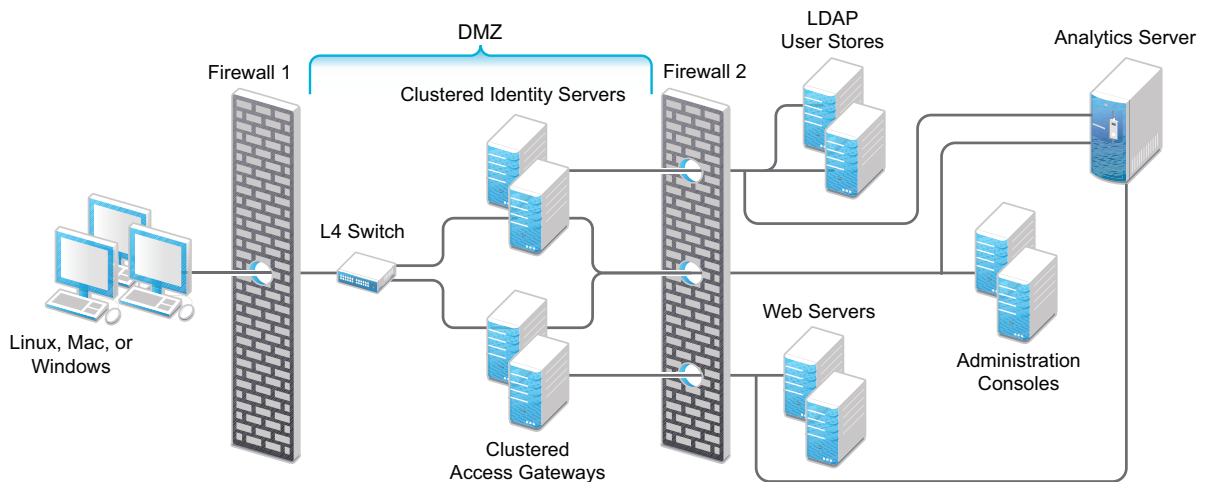 DMZ
LDAP
User Stores
Analytics Server
Firewall 1
Firewall 2
Clustered Identity Servers
L4 Switch
Linux, Mac, or
Windows
Web Servers
Administration
Consoles
Clustered
Access Gateways